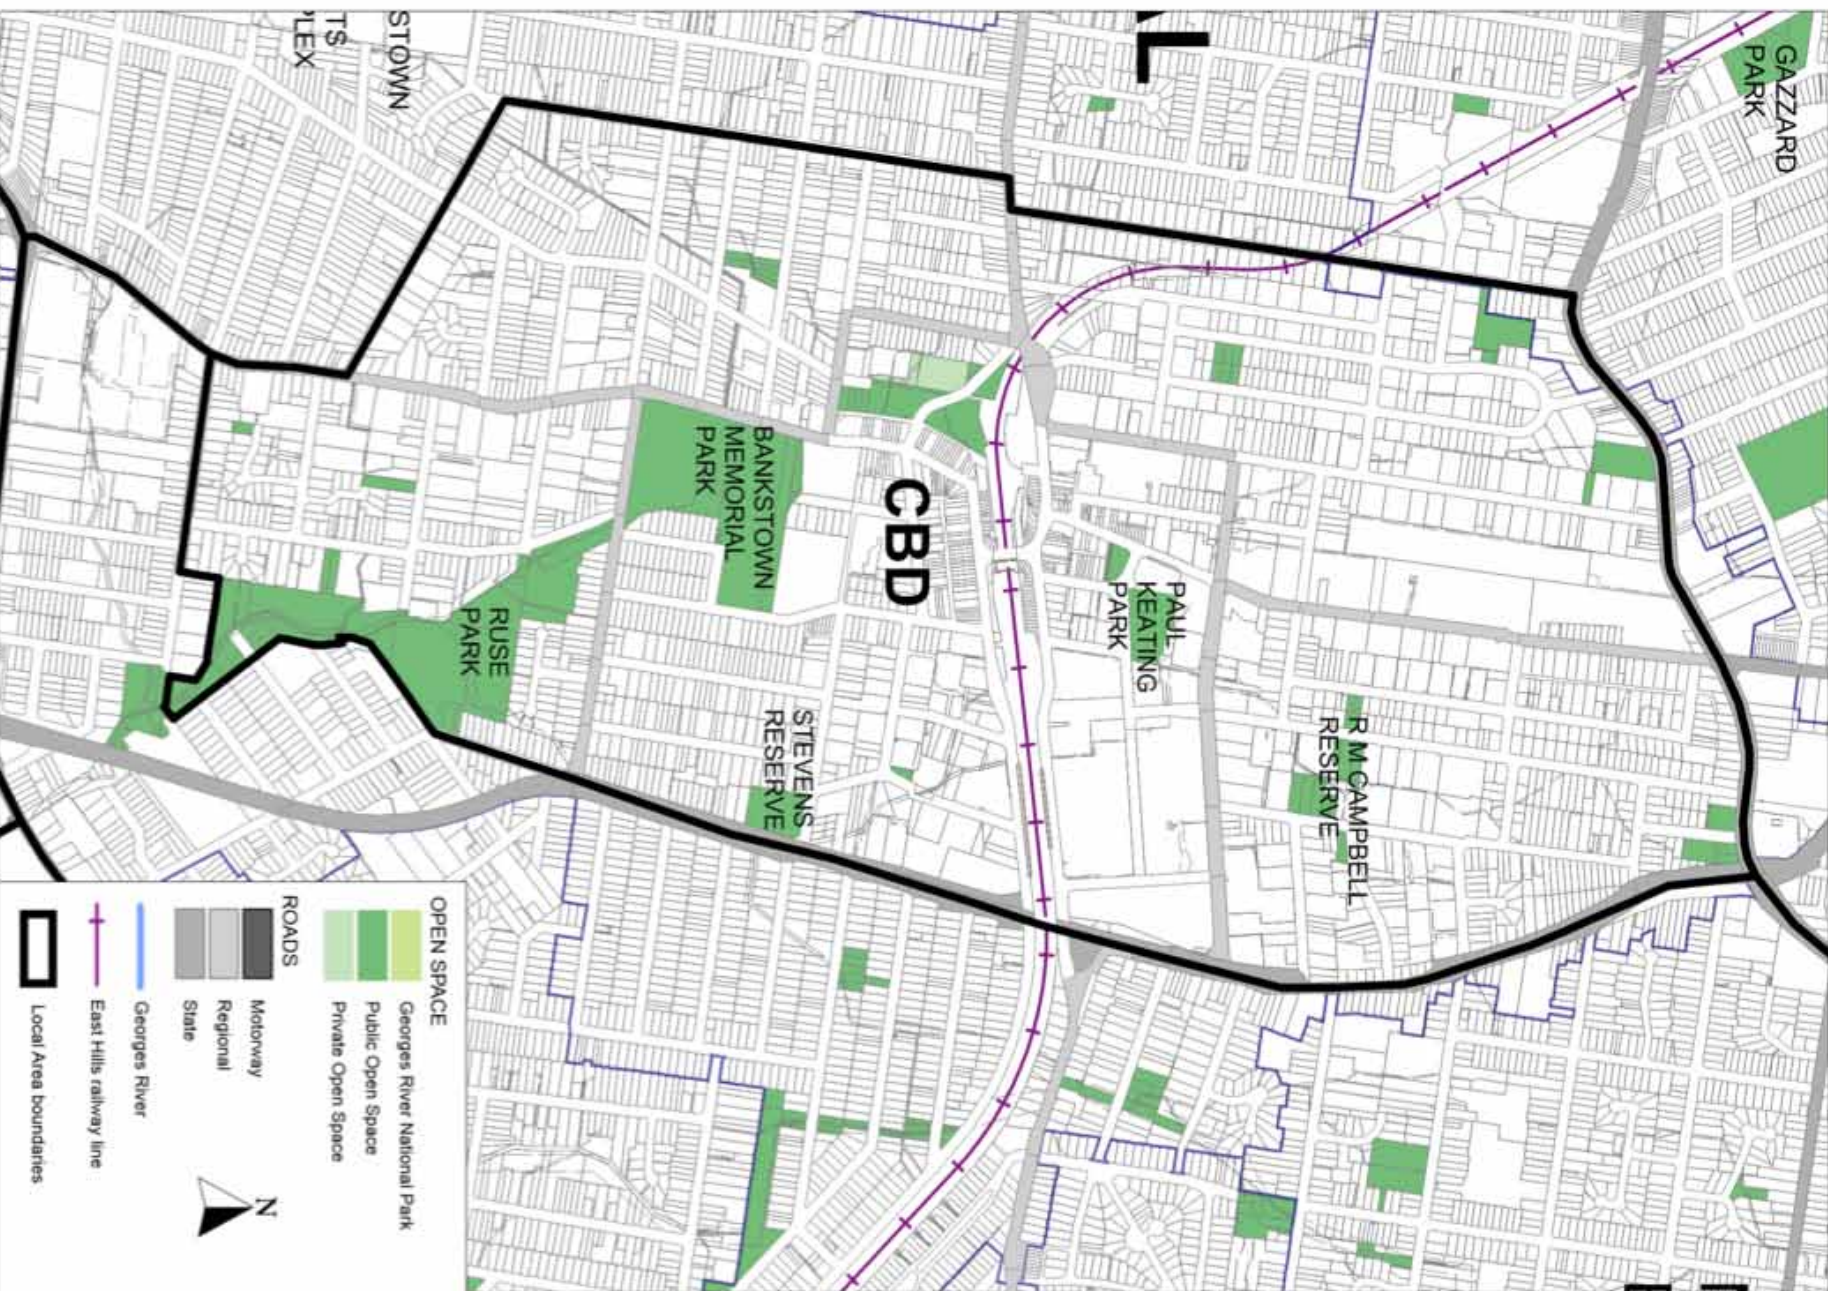 GAZZARD
PARK
R M CAMPBELL
RESERVE
PAUL
KEATING
PARK
CBD
BANKSTOWN
MEMORIAL
PARK
STEVENS
RESERVE
RUSE
PARK
STOWN
TS
PLEX
L
OPEN SPACE
Georges River National Park
Public Open Space
Private Open Space
ROADS
Motorway
Regional
State
Georges River
East Hills railway line
Local Area boundaries
N